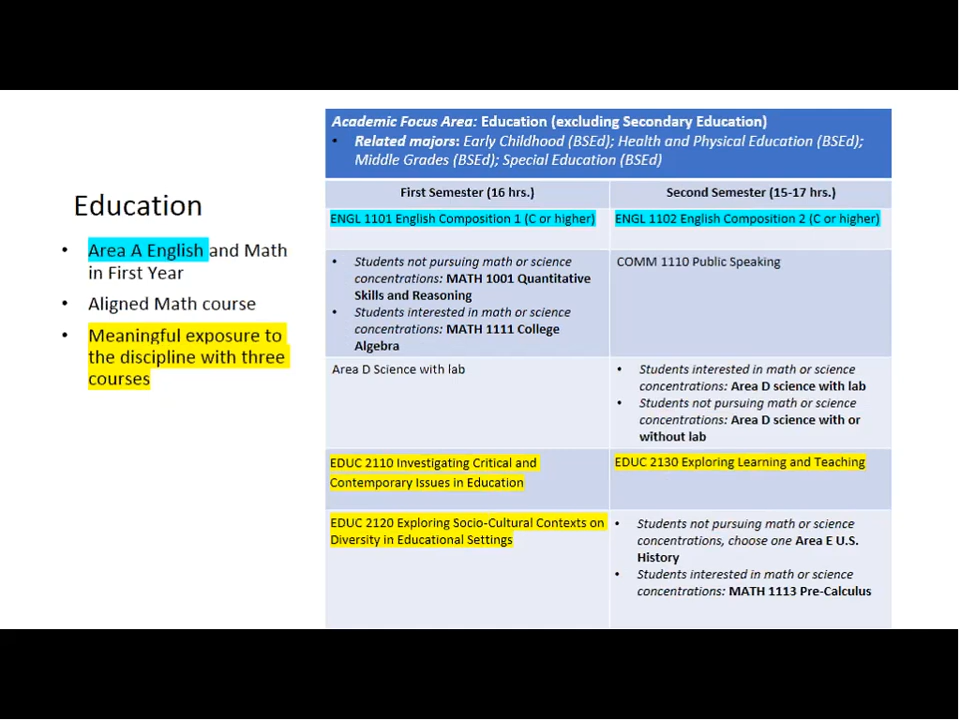 Education
• Area A English and Math
in First Year
• Aligned Math course
• Meaningful exposure to
the discipline with three
courses
Academic Focus Area: Education (excluding Secondary Education)
• Related majors: Early Childhood (BSEd); Health and Physical Education (BSEd);
Middle Grades (BSEd); Special Education (BSEd)
First Semester (16 hrs.)
Second Semester (15-17 hrs.)
ENGL 1101 English Composition 1 (C or higher)
ENGL 1102 English Composition 2 (C or higher)
• Students not pursuing math or science
concentrations: MATH 1001 Quantitative
Skills and Reasoning
• Students interested in math or science
concentrations: MATH 1111 College
Algebra
COMM 1110 Public Speaking
Area D Science with lab
• Students interested in math or science
concentrations: Area D science with lab
• Students not pursuing math or science
concentrations: Area D science with or
without lab
EDUC 2110 Investigating Critical and
Contemporary Issues in Education
EDUC 2130 Exploring Learning and Teaching
EDUC 2120 Exploring Socio-Cultural Contexts on
Diversity in Educational Settings
• Students not pursuing math or science
concentrations, choose one Area E U.S.
History
• Students interested in math or science
concentrations: MATH 1113 Pre-Calculus